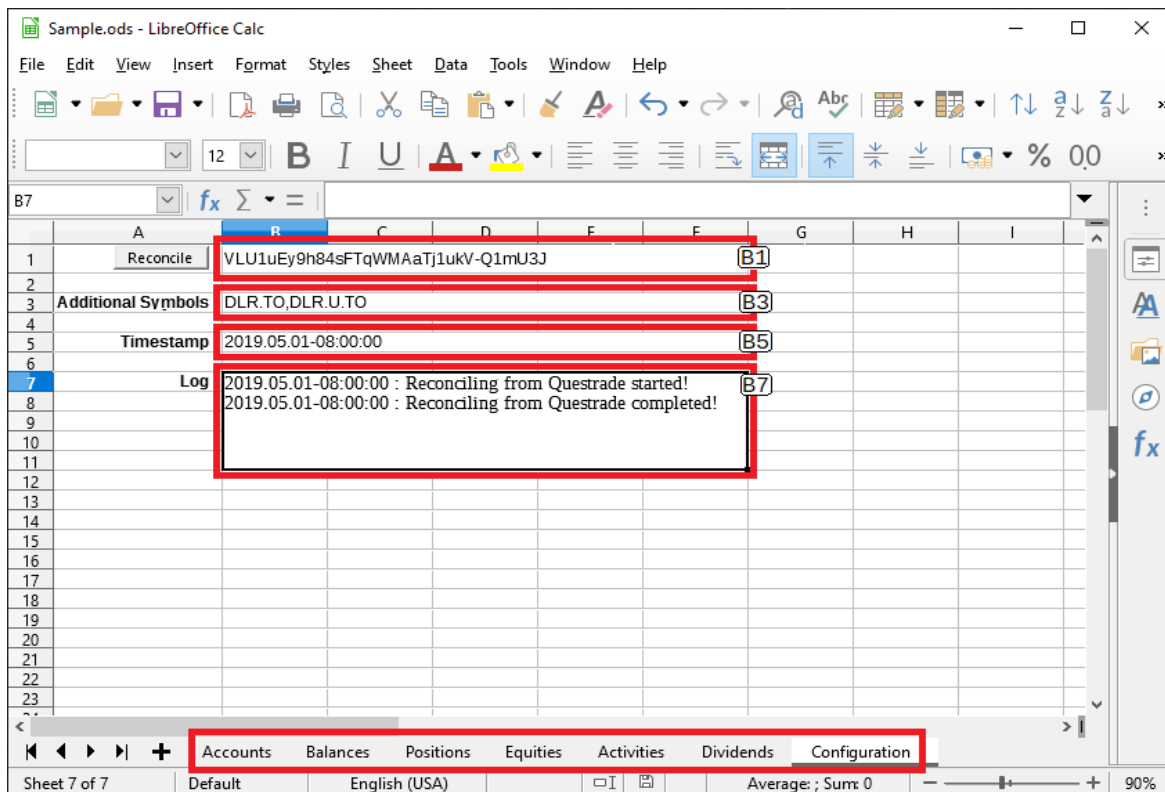 Sample.ods - LibreOffice Calc
File Edit View Insert Format Styles Sheet Data Tools Window Help
Abc a z z a
12 B I U A % 00
B7 fx Σ =
A B C D E F G H I
1 Reconcile VLU1uEy9h84sFTqWMAaTj1ukV-Q1mU3J B1
2
3 Additional Symbols DLR.TO,DLR.U.TO B3
4
5 Timestamp 2019.05.01-08:00:00 B5
6
7 Log 2019.05.01-08:00:00 : Reconciling from Questrade started! B7
8 2019.05.01-08:00:00 : Reconciling from Questrade completed!
9
10
11
12
13
14
15
16
17
18
19
20
21
22
23
Accounts Balances Positions Equities Activities Dividends Configuration
Sheet 7 of 7 Default English (USA) Average: ; Sum: 0 90%